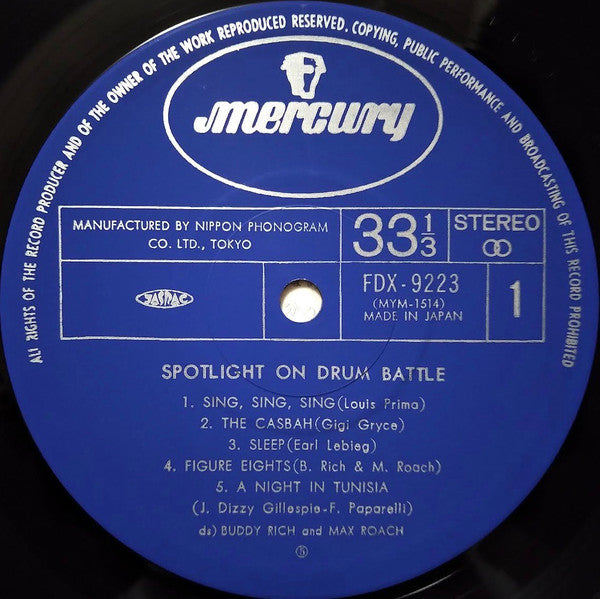 ALL RIGHTS OF THE RECORD PRODUCER AND OF THE OWNER OF THE WORK REPRODUCED RESERVED. COPYING, PUBLIC PERFORMANCE AND BROADCASTING OF THIS RECORD PROHIBITED
mercury
MANUFACTURED BY NIPPON PHONOGRAM
CO. LTD., TOKYO
33 1/3
STEREO
JASRAC
FDX-9223
(MYM-1514)
MADE IN JAPAN
1
SPOTLIGHT ON DRUM BATTLE
1. SING, SING, SING(Louis Prima)
2. THE CASBAH(Gigi Gryce)
3. SLEEP(Earl Lebieg)
4. FIGURE EIGHTS(B. Rich & M. Roach)
5. A NIGHT IN TUNISIA
(J. Dizzy Gillespie-F. Paparelli)
ds) BUDDY RICH and MAX ROACH